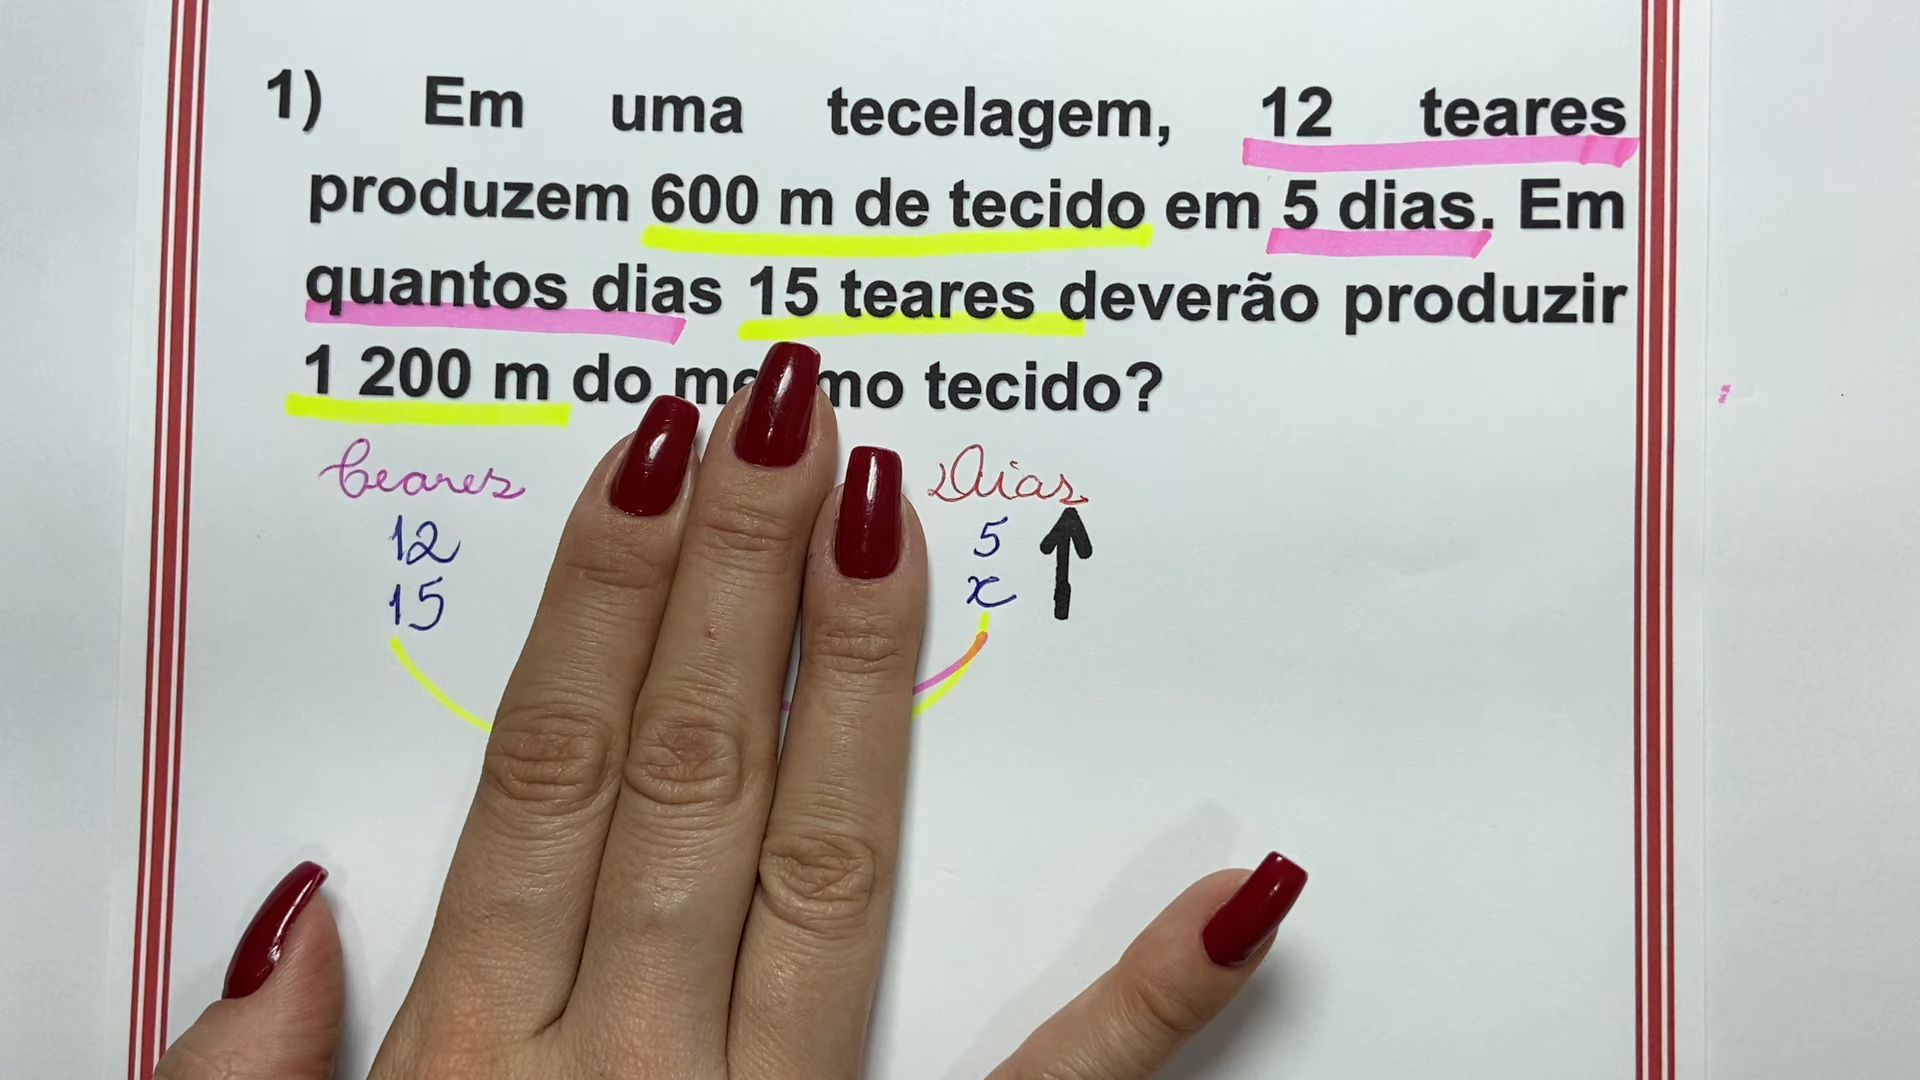 1) Em uma tecelagem, 12 teares
produzem 600 m de tecido em 5 dias. Em
quantos dias 15 teares deverão produzir
1 200 m do mo tecido?
Teares Dias
12 5
15 x